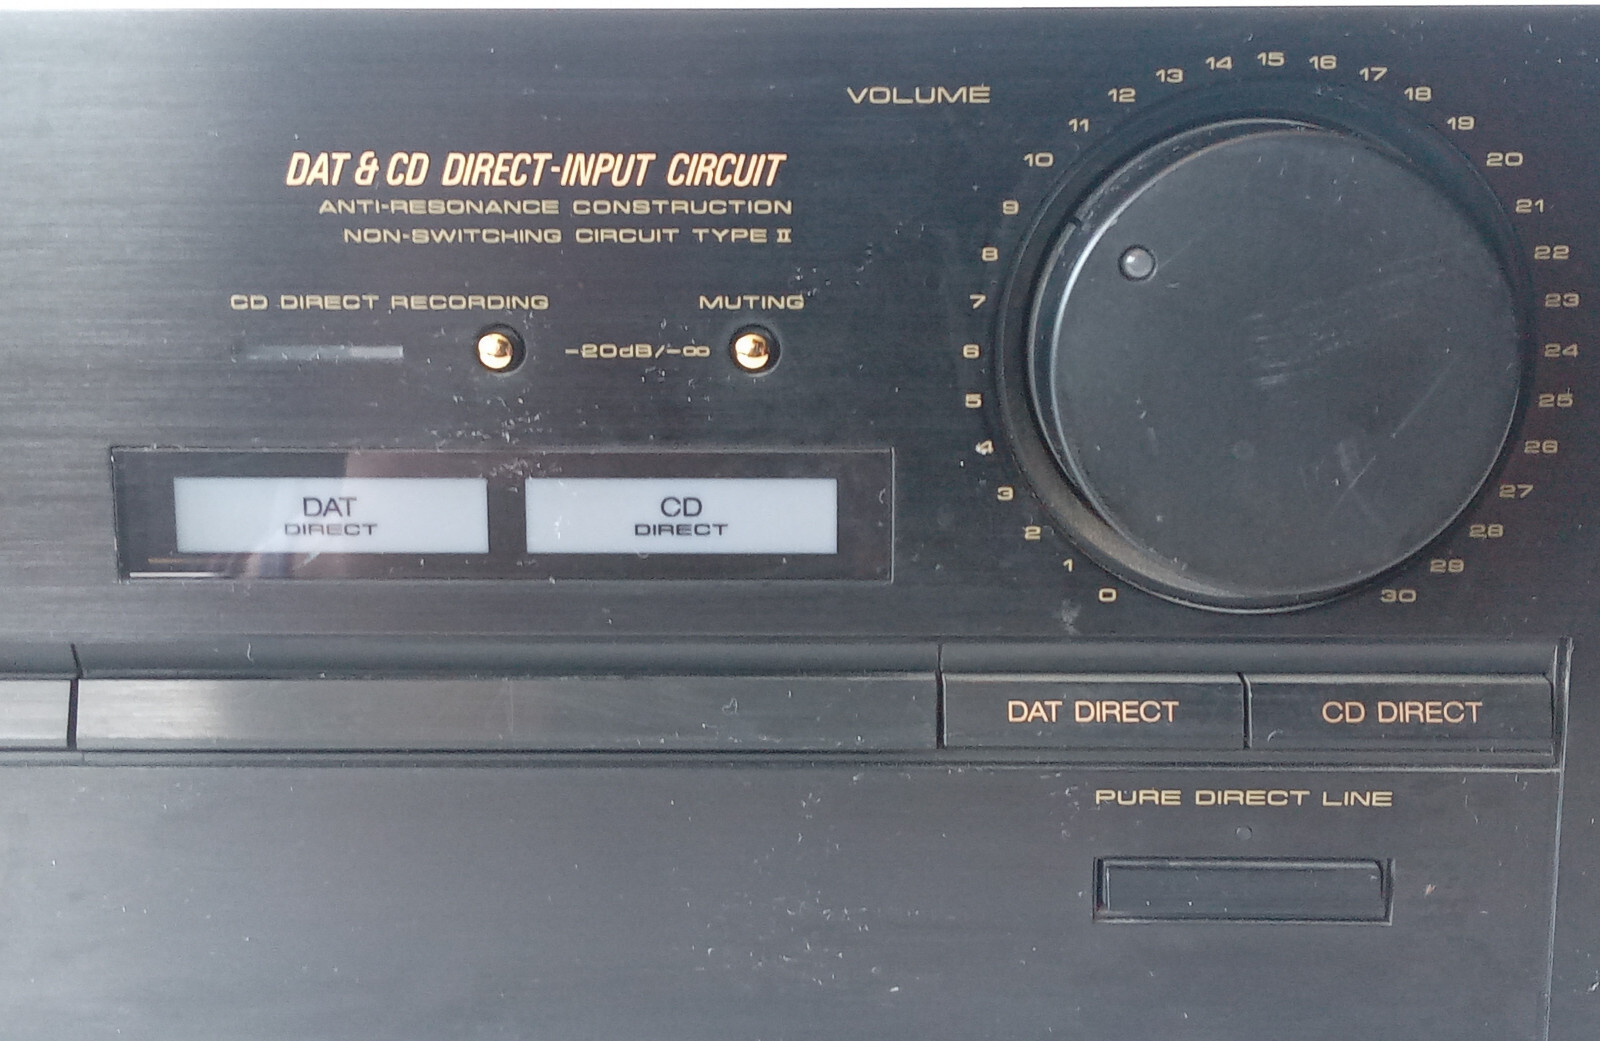 VOLUME
0 1 2 3 4 5 6 7 8 9 10 11 12 13 14 15 16 17 18 19 20 21 22 23 24 25 26 27 28 29 30
DAT & CD DIRECT-INPUT CIRCUIT
ANTI-RESONANCE CONSTRUCTION
NON-SWITCHING CIRCUIT TYPE II
CD DIRECT RECORDING
MUTING
-20dB/-∞
DAT
DIRECT
CD
DIRECT
DAT DIRECT
CD DIRECT
PURE DIRECT LINE